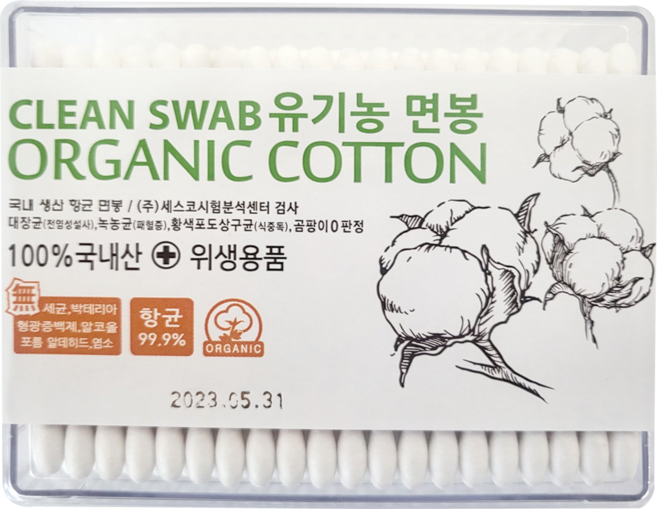 CLEAN SWAB 유기농 면봉
ORGANIC COTTON
국내 생산 항균 면봉 / (주)세스코시험분석센터 검사
대장균(전염성설사),녹농균(패혈증),황색포도상구균(식중독),곰팡이0판정
100%국내산 + 위생용품
無 세균,박테리아
형광증백제,알코올
포름 알데히드,염소
항균
99.9%
ORGANIC
2023.05.31